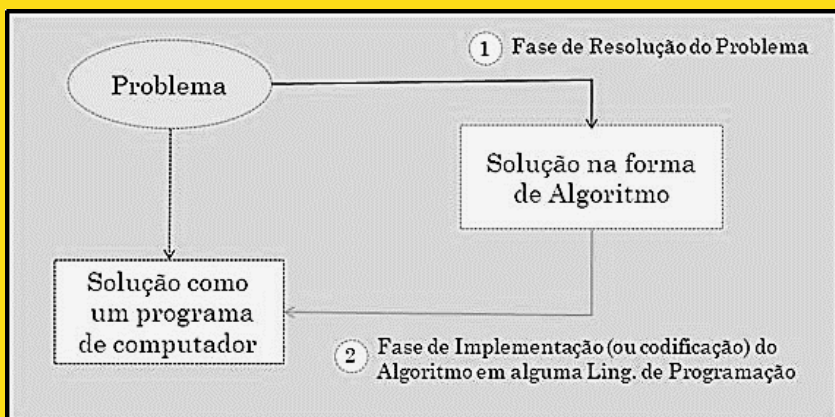 1 Fase de Resolução do Problema
Problema
Solução na forma
de Algoritmo
Solução como
um programa
de computador
2 Fase de Implementação (ou codificação) do
Algoritmo em alguma Ling. de Programação